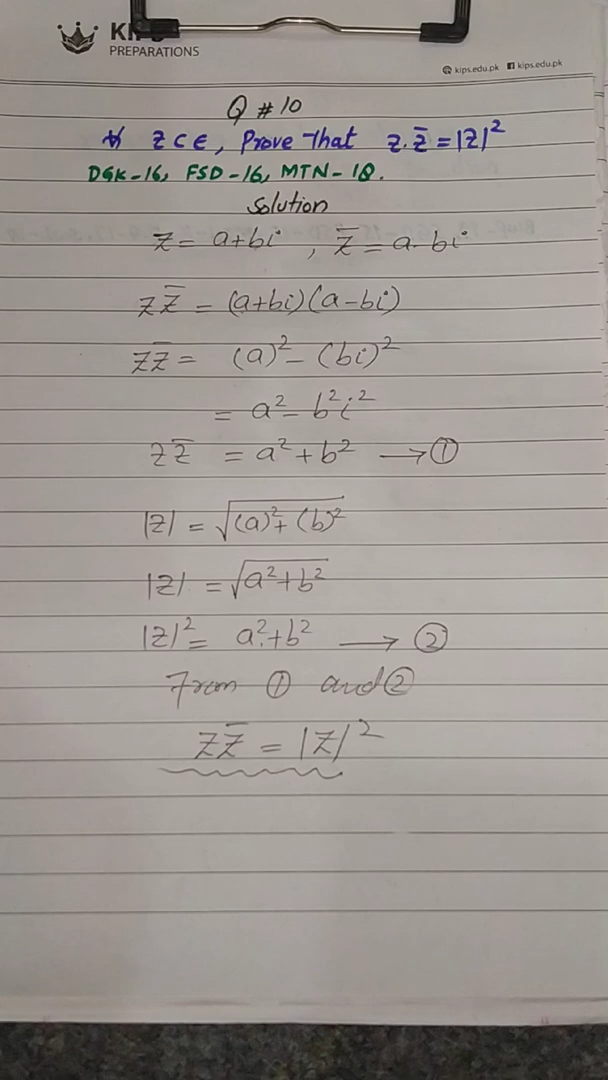 KIPS
PREPARATIONS
kips.edu.pk kips.edu.pk
Q #10
∀ Z C ∈, Prove That z.z̄ = |z|²
DGK-16, FSD-16, MTN-18.
Solution
z = a+bi , z̄ = a-bi
zz̄ = (a+bi)(a-bi)
zz̄ = (a)² - (bi)²
= a² - b²i²
zz̄ = a² + b² → ①
|z| = √(a)² + (b)²
|z| = √a² + b²
|z|² = a² + b² → ②
From ① and ②
zz̄ = |z|²